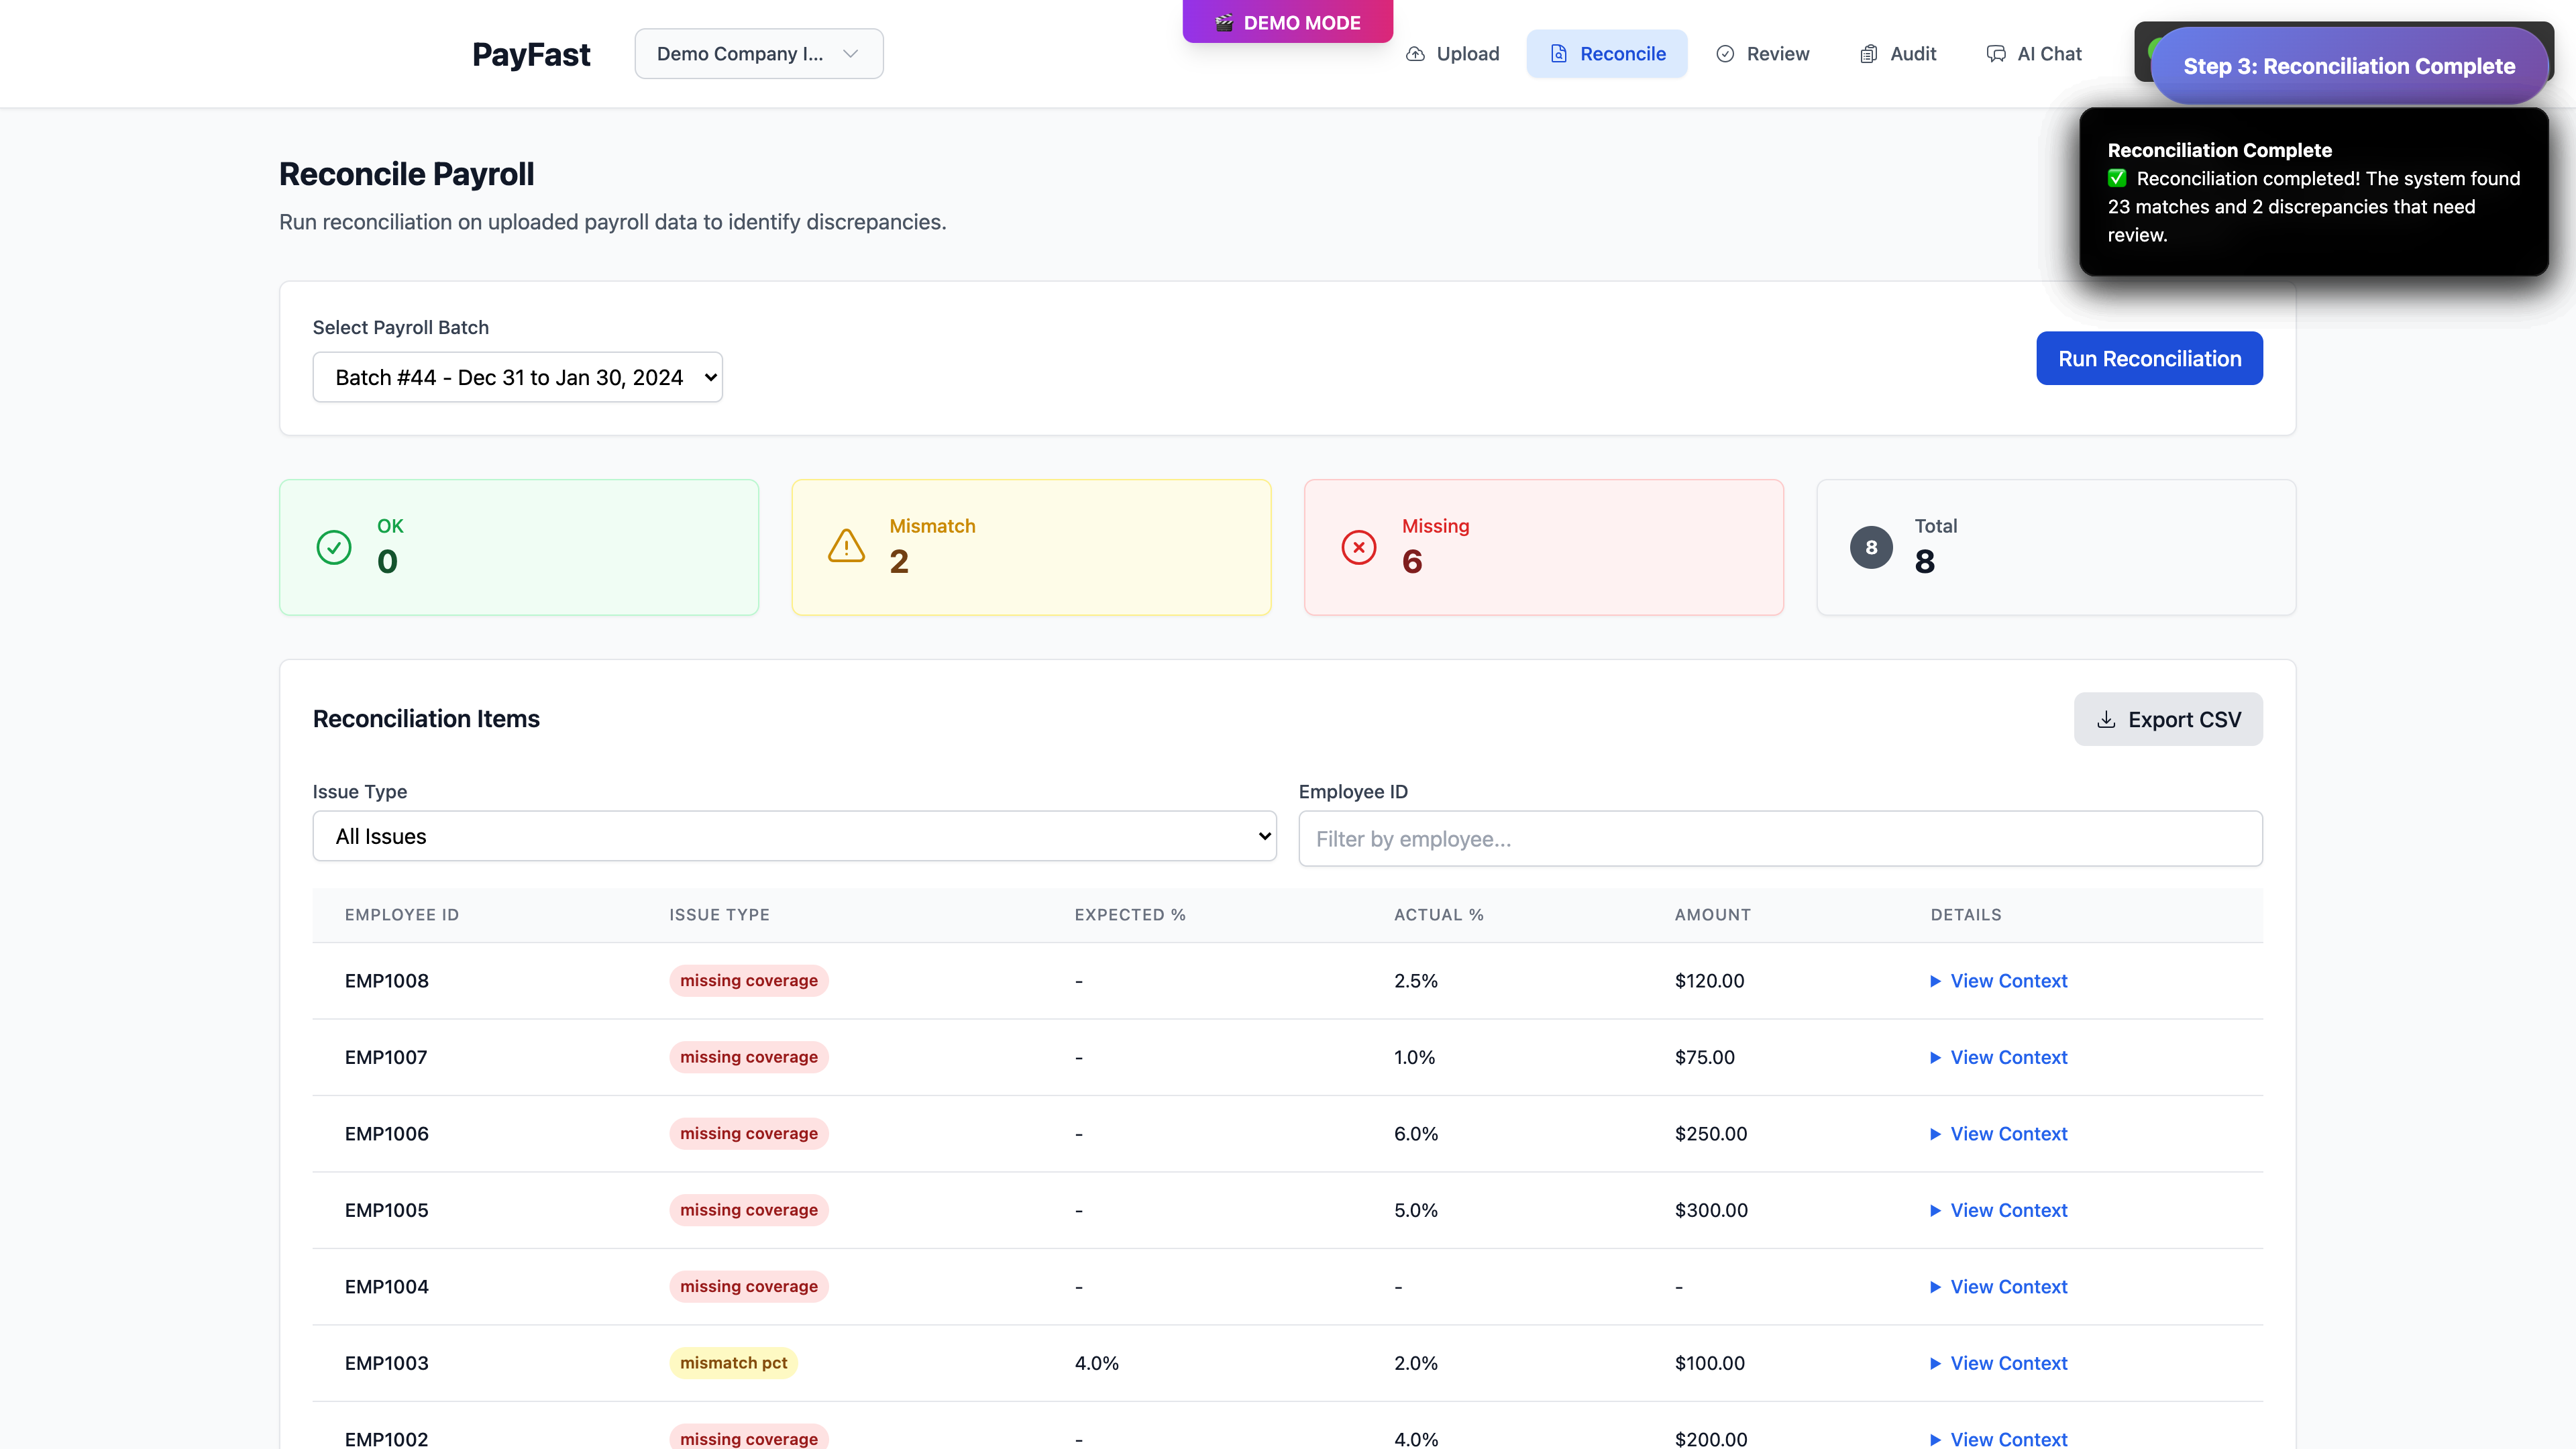 🎬 DEMO MODE
PayFast
Demo Company I...
Upload
Reconcile
Review
Audit
AI Chat
Step 3: Reconciliation Complete
Reconciliation Complete
✅ Reconciliation completed! The system found
23 matches and 2 discrepancies that need
review.
Reconcile Payroll
Run reconciliation on uploaded payroll data to identify discrepancies.
Select Payroll Batch
Batch #44 - Dec 31 to Jan 30, 2024
Run Reconciliation
OK
0
Mismatch
2
Missing
6
8
Total
8
Reconciliation Items
Export CSV
Issue Type
All Issues
Employee ID
Filter by employee...
EMPLOYEE ID ISSUE TYPE EXPECTED % ACTUAL % AMOUNT DETAILS
EMP1008 missing coverage - 2.5% $120.00 ▶ View Context
EMP1007 missing coverage - 1.0% $75.00 ▶ View Context
EMP1006 missing coverage - 6.0% $250.00 ▶ View Context
EMP1005 missing coverage - 5.0% $300.00 ▶ View Context
EMP1004 missing coverage - - - ▶ View Context
EMP1003 mismatch pct 4.0% 2.0% $100.00 ▶ View Context
EMP1002 missing coverage - 4.0% $200.00 ▶ View Context